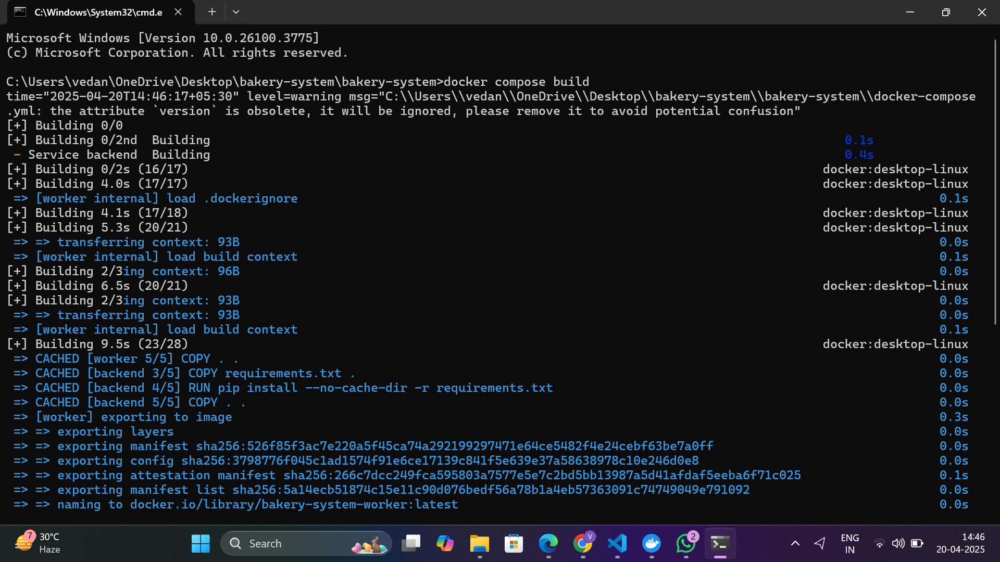 C:\Windows\System32\cmd.e
Microsoft Windows [Version 10.0.26100.3775]
(c) Microsoft Corporation. All rights reserved.
C:\Users\vedan\OneDrive\Desktop\bakery-system\bakery-system>docker compose build
time="2025-04-20T14:46:17+05:30" level=warning msg="C:\\Users\\vedan\\OneDrive\\Desktop\\bakery-system\\bakery-system\\docker-compose
.yml: the attribute `version` is obsolete, it will be ignored, please remove it to avoid potential confusion"
[+] Building 0/0
[+] Building 0/2nd  Building 0.1s
- Service backend  Building 0.4s
[+] Building 0/2s (16/17) docker:desktop-linux
[+] Building 4.0s (17/17) docker:desktop-linux
=> [worker internal] load .dockerignore 0.1s
[+] Building 4.1s (17/18) docker:desktop-linux
[+] Building 5.3s (20/21) docker:desktop-linux
=> => transferring context: 93B 0.0s
=> [worker internal] load build context 0.1s
[+] Building 2/3ing context: 96B 0.0s
[+] Building 6.5s (20/21) docker:desktop-linux
[+] Building 2/3ing context: 93B 0.0s
=> => transferring context: 93B 0.0s
=> [worker internal] load build context 0.1s
[+] Building 9.5s (23/28) docker:desktop-linux
=> CACHED [worker 5/5] COPY . . 0.0s
=> CACHED [backend 3/5] COPY requirements.txt . 0.0s
=> CACHED [backend 4/5] RUN pip install --no-cache-dir -r requirements.txt 0.0s
=> CACHED [backend 5/5] COPY . . 0.0s
=> [worker] exporting to image 0.3s
=> => exporting layers 0.0s
=> => exporting manifest sha256:526f85f3ac7e220a5f45ca74a292199297471e64ce5482f4e24cebf63be7a0ff 0.0s
=> => exporting config sha256:3798776f045c1ad1574f91e6ce17139c841f5e639e37a58638978c10e246d0e8 0.0s
=> => exporting attestation manifest sha256:266c7dcc249fca595803a7577e5e7c2bd5bb13987a5d41afdaf5eeba6f71c025 0.1s
=> => exporting manifest list sha256:5a14ecb51874c15e11c90d076bedf56a78b1a4eb57363091c74749049e791092 0.0s
=> => naming to docker.io/library/bakery-system-worker:latest 0.0s
7
30°C
Haze
Search
V
2
ENG
IN
14:46
20-04-2025